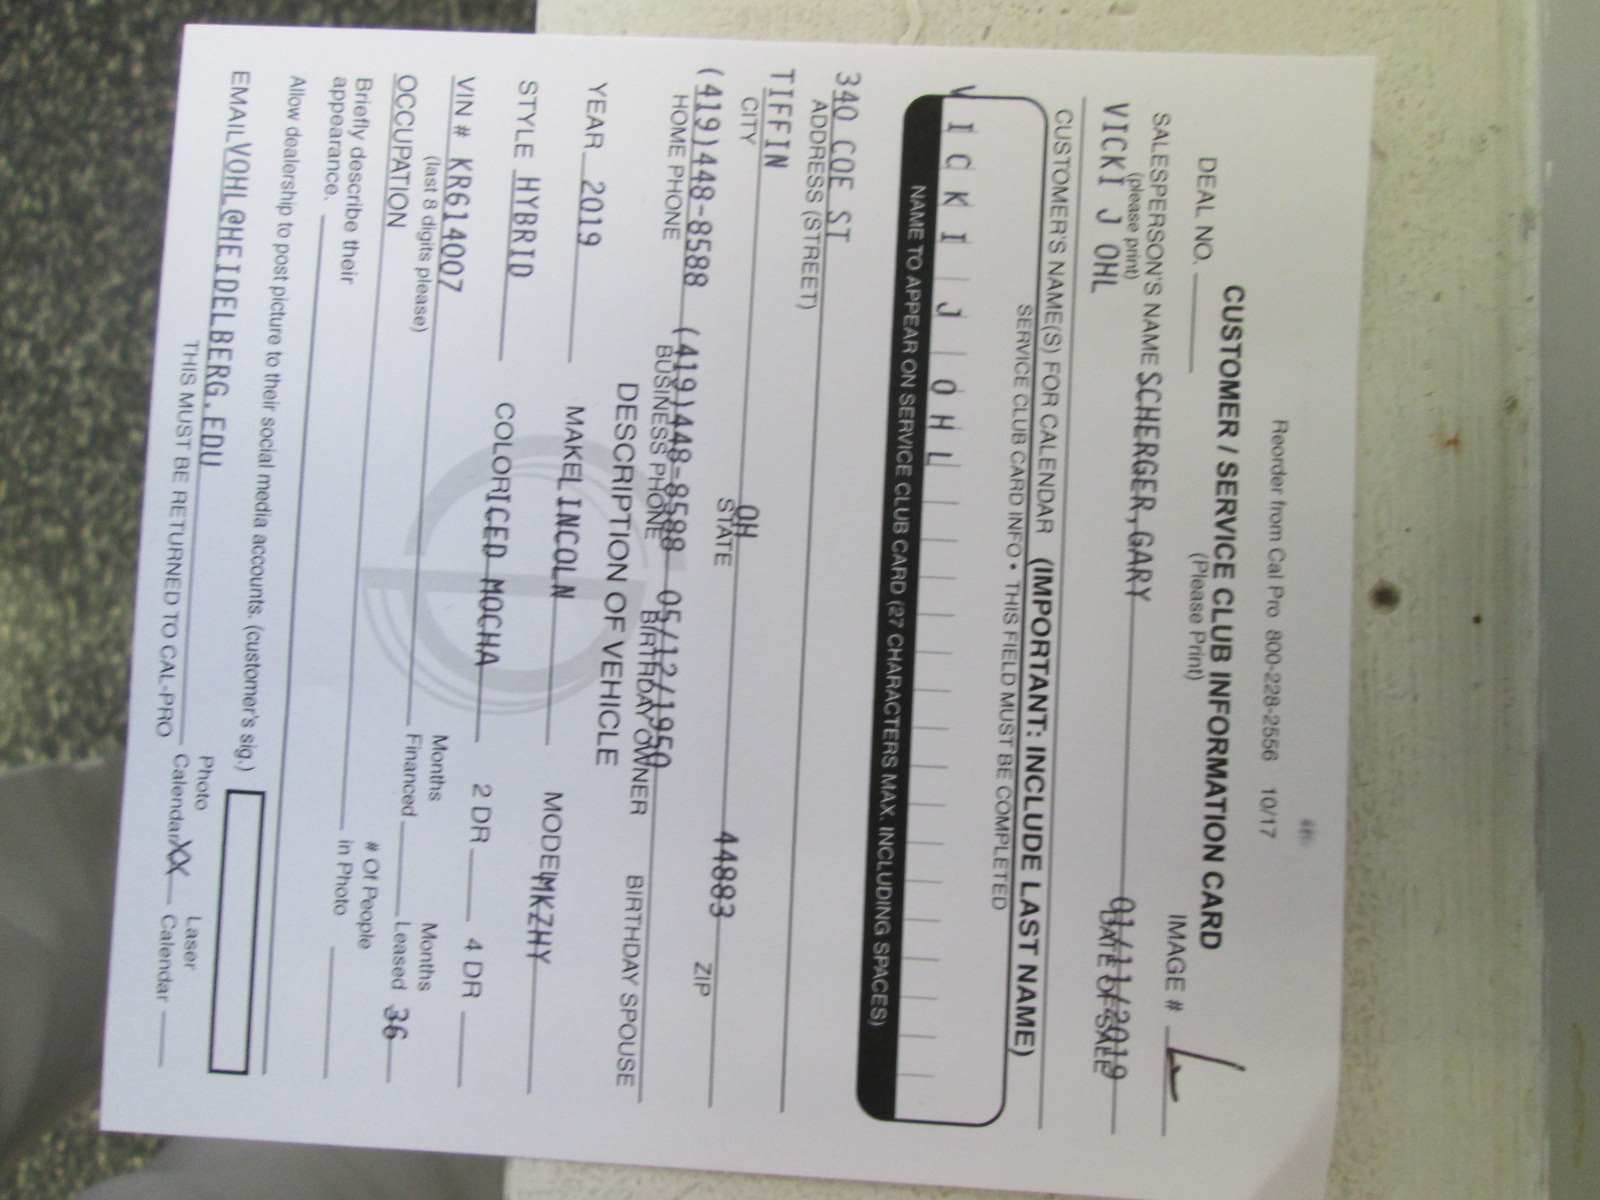 Reorder from Cal Pro 800-228-2556 10/17
CUSTOMER / SERVICE CLUB INFORMATION CARD
(Please Print)
DEAL NO. IMAGE #
SALESPERSON'S NAME SCHERGER,GARY 01/11/2019
(please print) DATE OF SALE
VICKI J OHL
CUSTOMER'S NAME(S) FOR CALENDAR (IMPORTANT: INCLUDE LAST NAME)
SERVICE CLUB CARD INFO • THIS FIELD MUST BE COMPLETED
VICKI J OHL
NAME TO APPEAR ON SERVICE CLUB CARD (27 CHARACTERS MAX. INCLUDING SPACES)
340 COE ST
ADDRESS (STREET)
TIFFIN OH 44883
CITY STATE ZIP
(419)448-8588 (419)448-8588 05/12/1950
HOME PHONE BUSINESS PHONE BIRTHDAY OWNER BIRTHDAY SPOUSE
DESCRIPTION OF VEHICLE
YEAR 2019 MAKE LINCOLN MODEL MKZHY
STYLE HYBRID COLOR ICED MOCHA 2 DR 4 DR
VIN # KR614007 Months Financed Months Leased 36
(last 8 digits please)
OCCUPATION # Of People in Photo
Briefly describe their
appearance.
Allow dealership to post picture to their social media accounts. (customer's sig.)
EMAIL VOHL@HEIDELBERG.EDU Photo Calendar XX Laser Calendar
THIS MUST BE RETURNED TO CAL-PRO